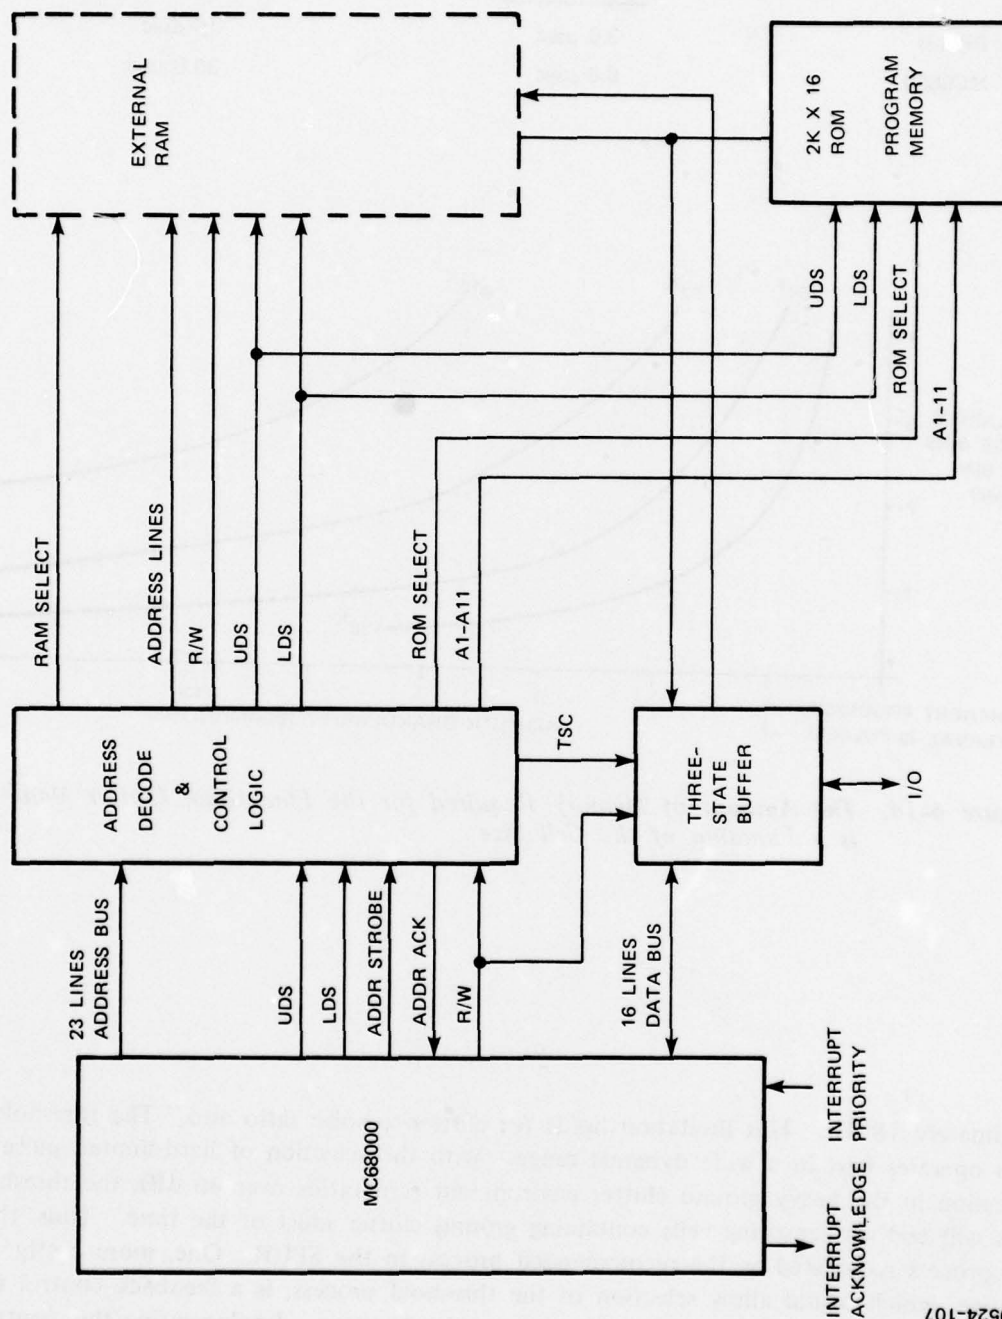 EXTERNAL
RAM
2K X 16
ROM
PROGRAM
MEMORY
UDS
LDS
ROM SELECT
A1-11
RAM SELECT
ADDRESS LINES
R/W
UDS
LDS
ROM SELECT
A1-A11
ADDRESS
DECODE
&
CONTROL
LOGIC
TSC
THREE-
STATE
BUFFER
I/O
23 LINES
ADDRESS BUS
UDS
LDS
ADDR STROBE
ADDR ACK
R/W
16 LINES
DATA BUS
MC68000
INTERRUPT
ACKNOWLEDGE
INTERRUPT
PRIORITY
524-107